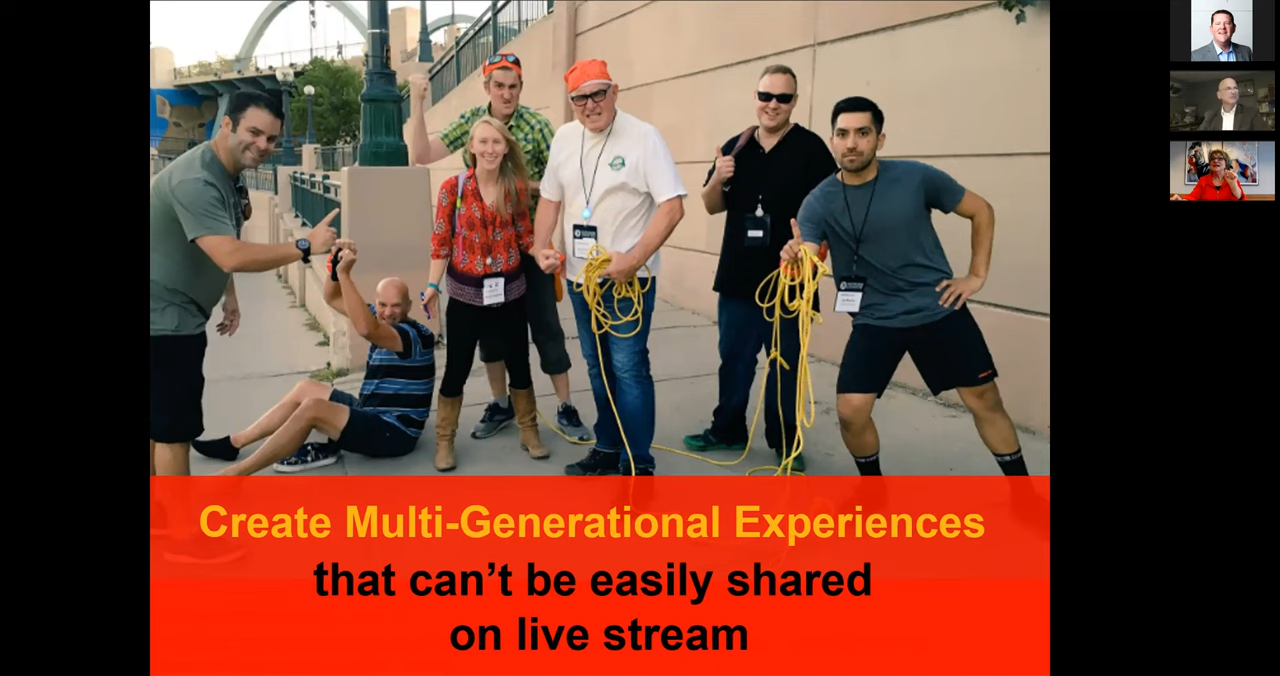 Create Multi-Generational Experiences
that can’t be easily shared
on live stream